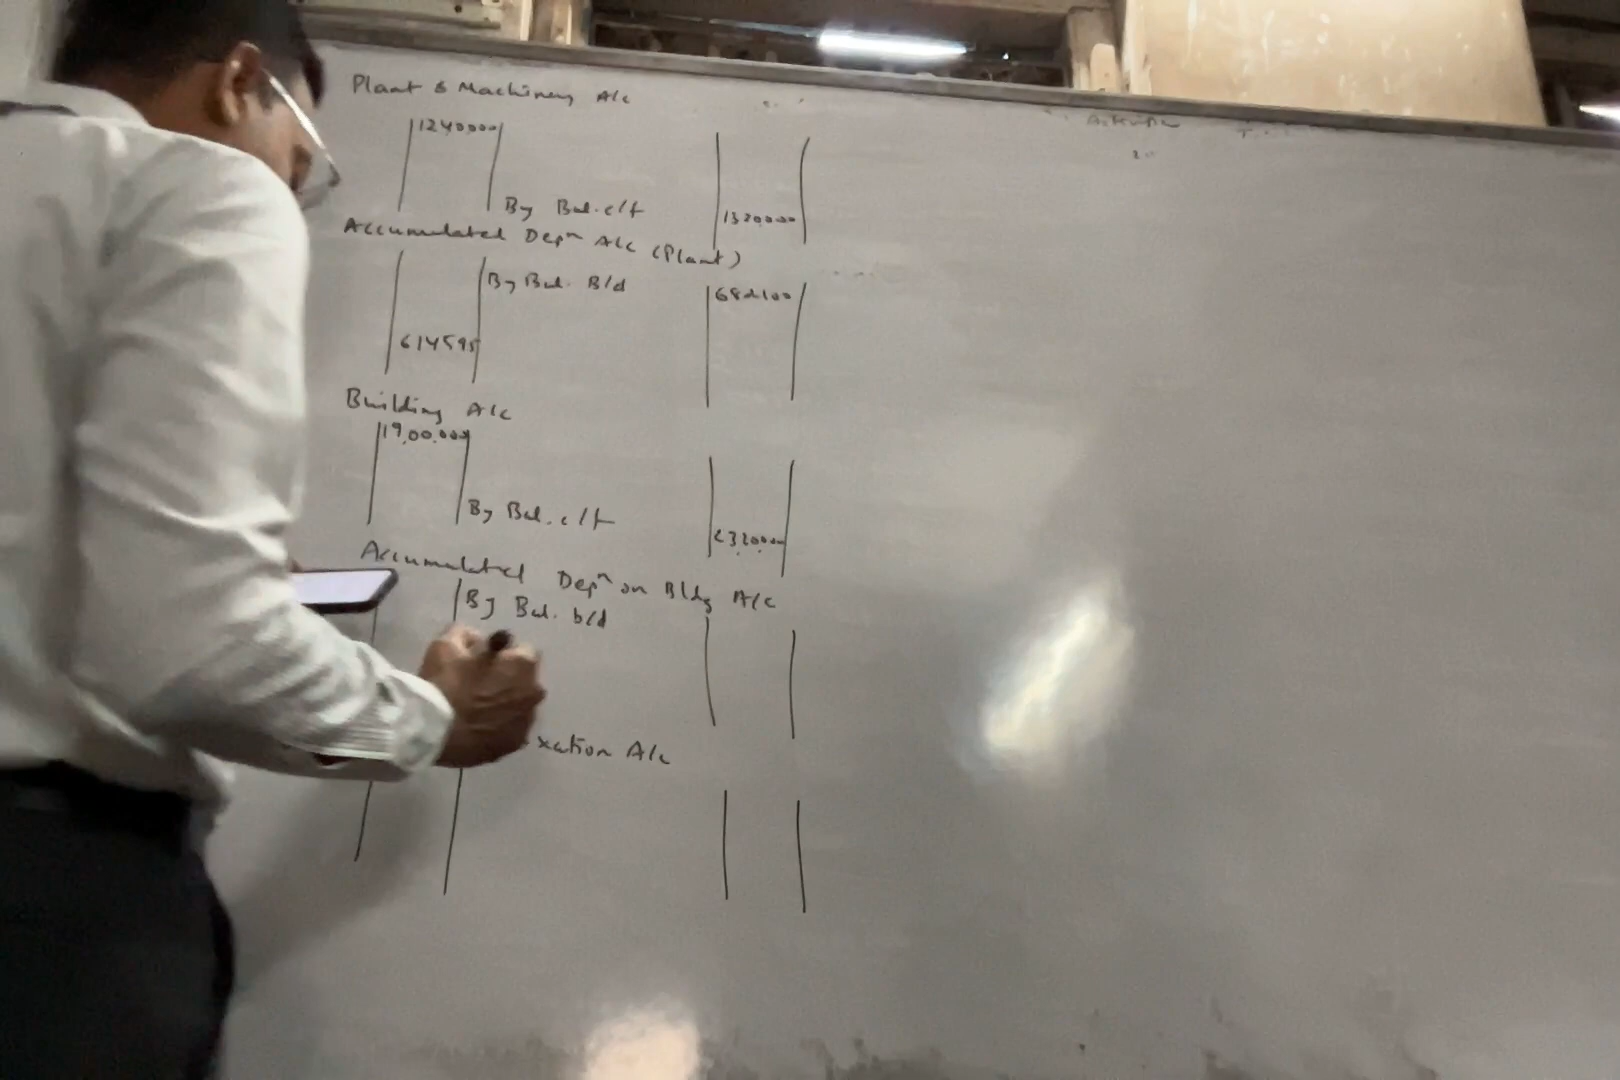 Plant & Machinery A/c
1240000
By Bal. c/f 1320000
Accumulated Depn A/c (Plant)
By Bal. B/d 682100
614595
Building A/c
19,00,000
By Bal. c/f
2320000
Accumulated Depn on Bldg A/c
By Bal. b/d
xation A/c